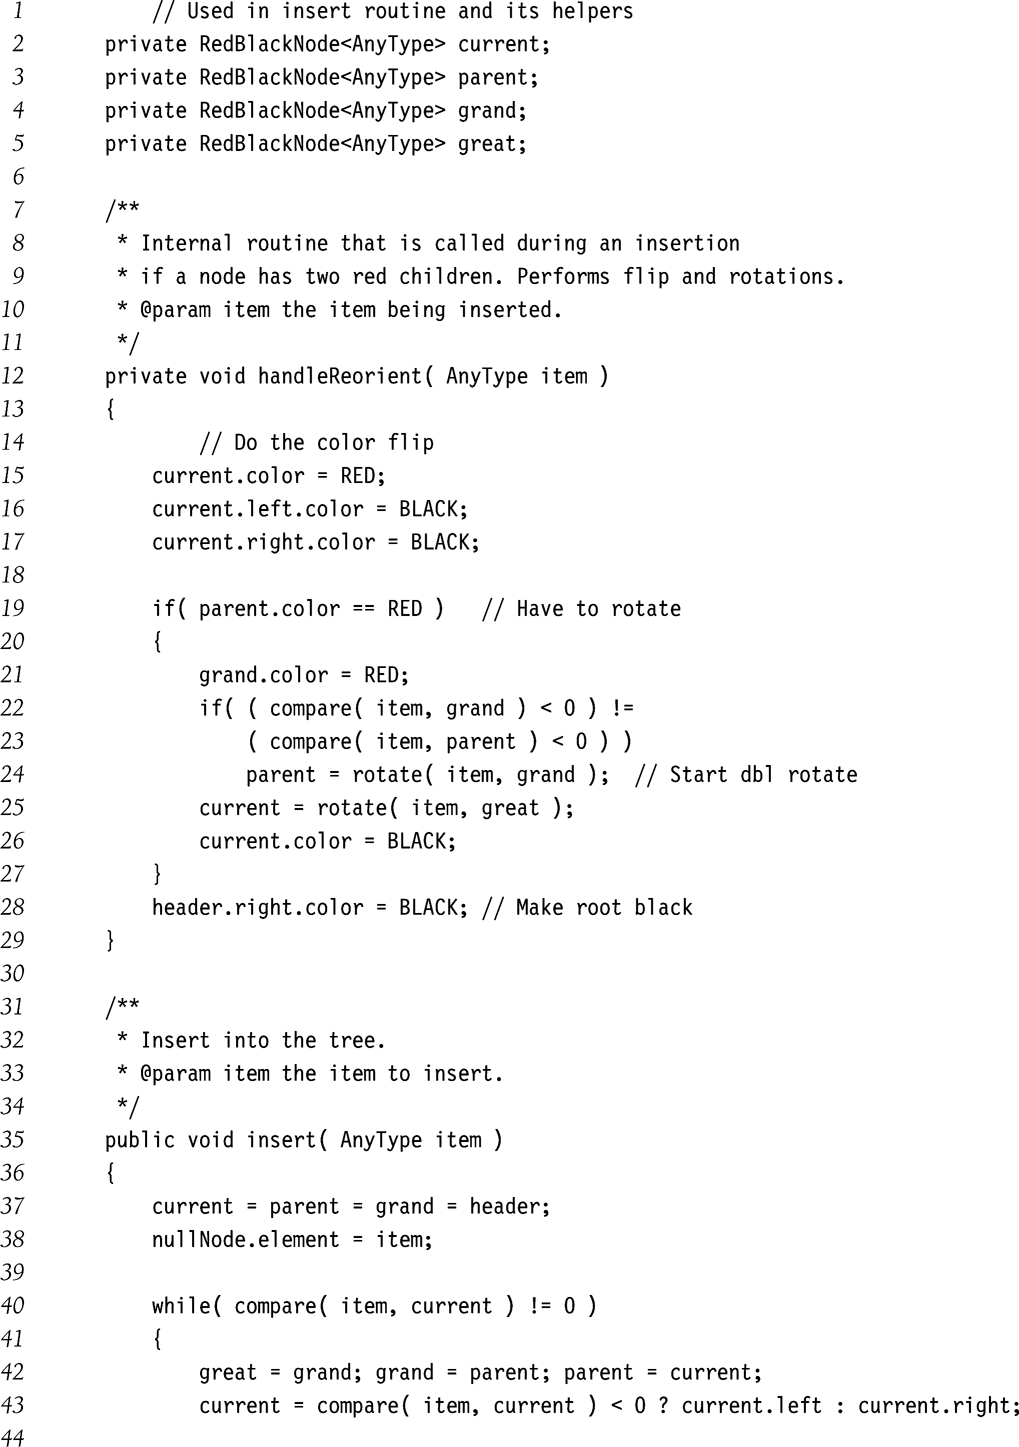 1 // Used in insert routine and its helpers
2 private RedBlackNode<AnyType> current;
3 private RedBlackNode<AnyType> parent;
4 private RedBlackNode<AnyType> grand;
5 private RedBlackNode<AnyType> great;
6
7 /**
8 * Internal routine that is called during an insertion
9 * if a node has two red children. Performs flip and rotations.
10 * @param item the item being inserted.
11 */
12 private void handleReorient( AnyType item )
13 {
14 // Do the color flip
15 current.color = RED;
16 current.left.color = BLACK;
17 current.right.color = BLACK;
18
19 if( parent.color == RED ) // Have to rotate
20 {
21 grand.color = RED;
22 if( ( compare( item, grand ) < 0 ) !=
23 ( compare( item, parent ) < 0 ) )
24 parent = rotate( item, grand ); // Start dbl rotate
25 current = rotate( item, great );
26 current.color = BLACK;
27 }
28 header.right.color = BLACK; // Make root black
29 }
30
31 /**
32 * Insert into the tree.
33 * @param item the item to insert.
34 */
35 public void insert( AnyType item )
36 {
37 current = parent = grand = header;
38 nullNode.element = item;
39
40 while( compare( item, current ) != 0 )
41 {
42 great = grand; grand = parent; parent = current;
43 current = compare( item, current ) < 0 ? current.left : current.right;
44